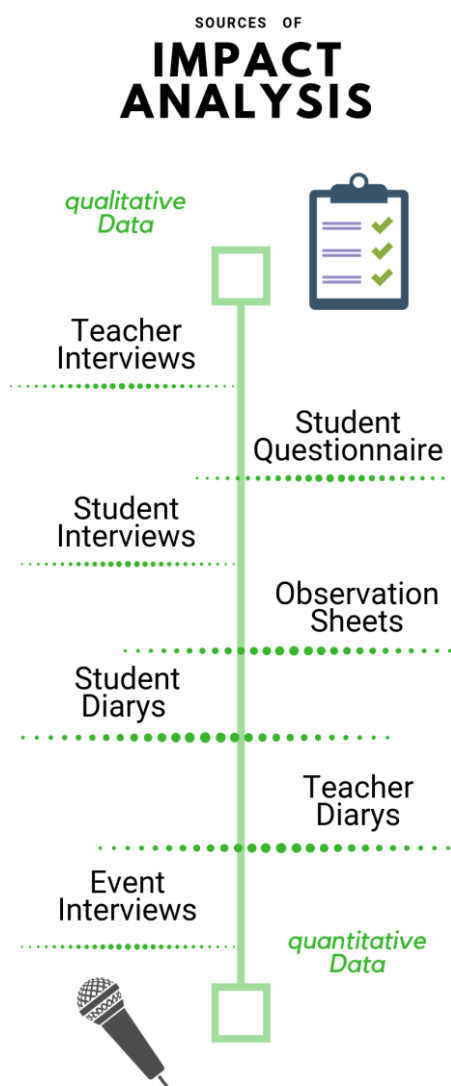 SOURCES OF
IMPACT
ANALYSIS
qualitative
Data
Teacher
Interviews
Student
Questionnaire
Student
Interviews
Observation
Sheets
Student
Diarys
Teacher
Diarys
Event
Interviews
quantitative
Data